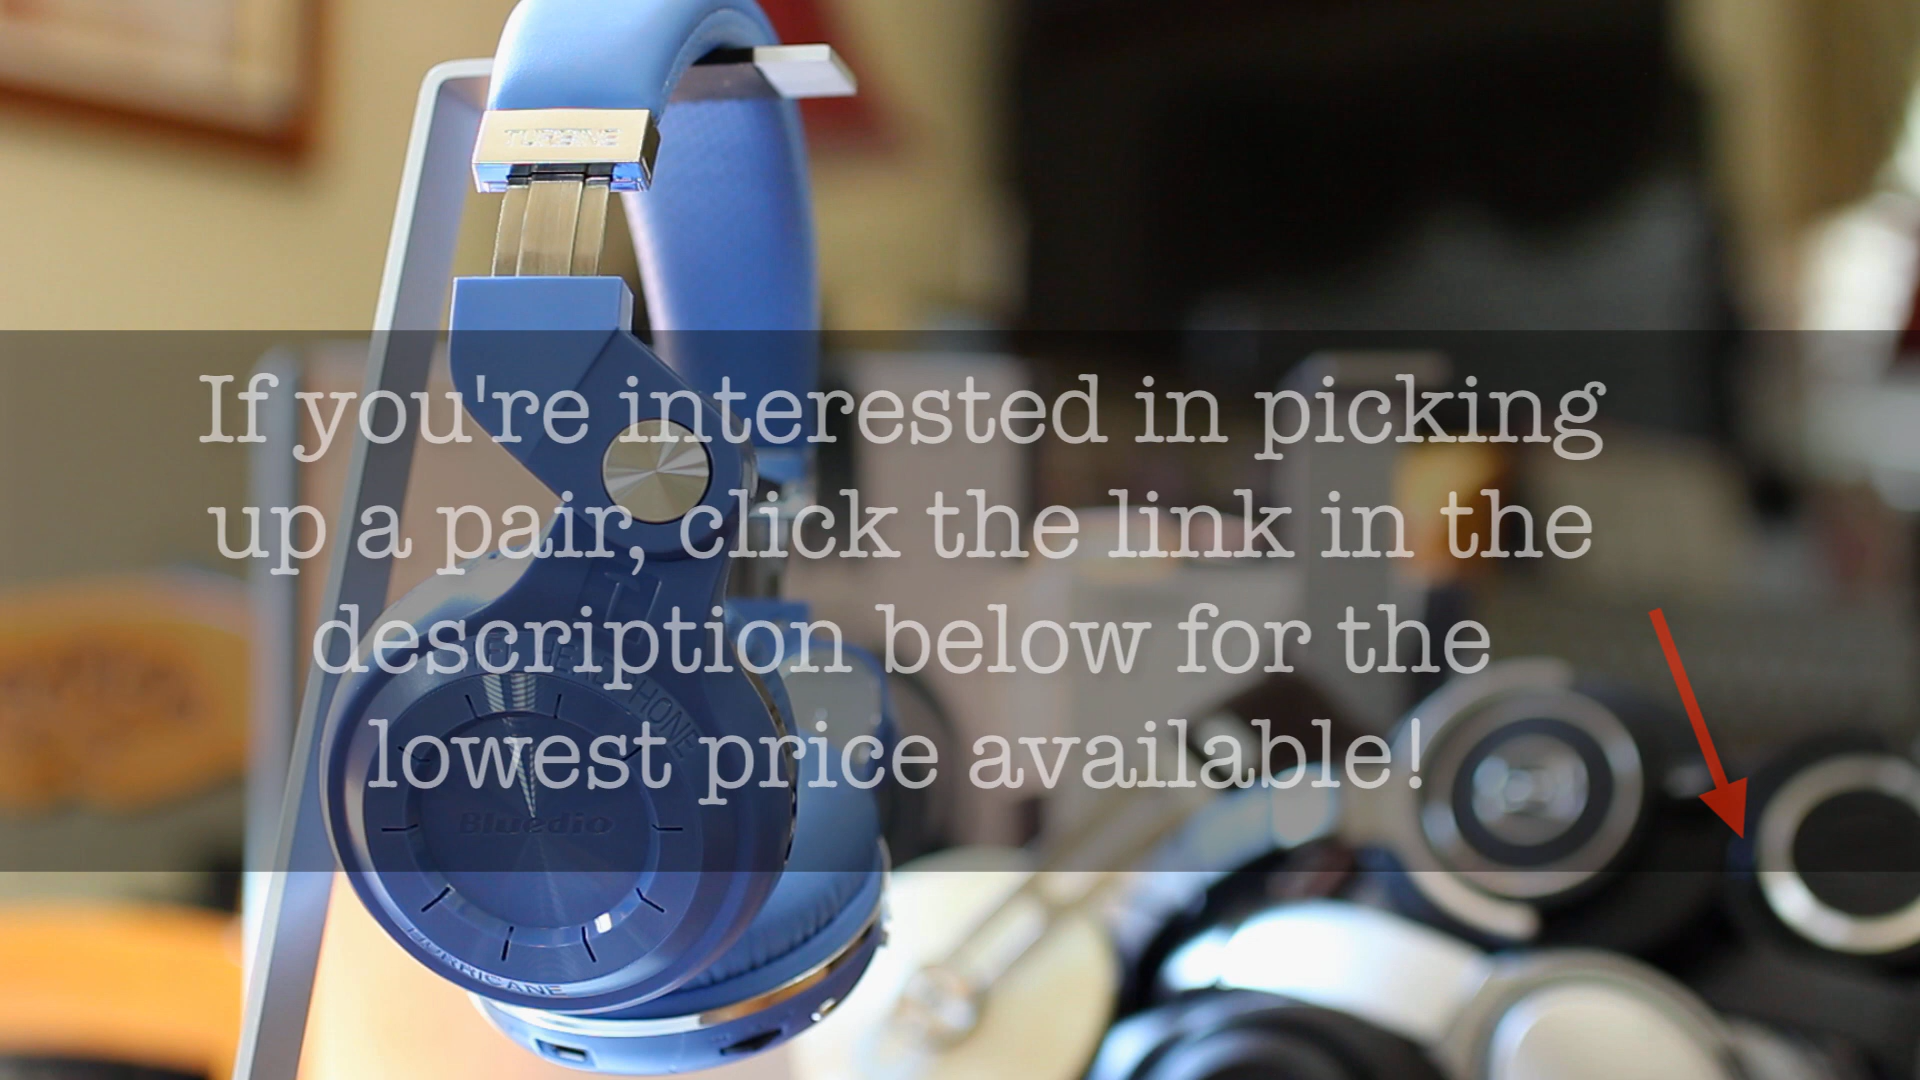 TURBINE
If you're interested in picking
up a pair, click the link in the
description below for the
lowest price available!
Bluedio
HURRICANE